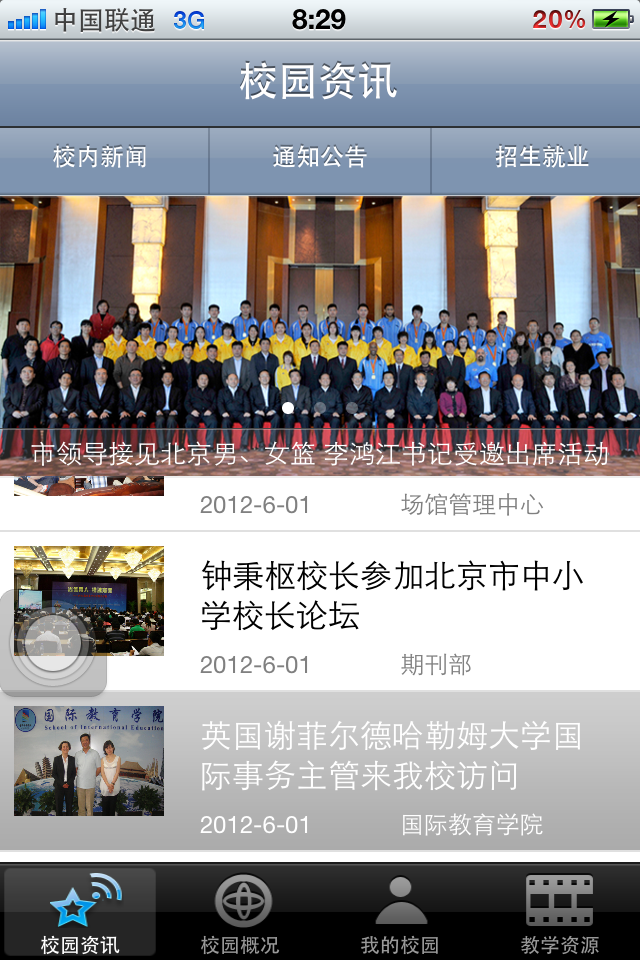 中国联通 3G 8:29 20%
校园资讯
校内新闻 通知公告 招生就业
市领导接见北京男、女篮 李鸿江书记受邀出席活动
2012-6-01 场馆管理中心
钟秉枢校长参加北京市中小
学校长论坛
2012-6-01 期刊部
国际教育学院
School of International Education
英国谢菲尔德哈勒姆大学国
际事务主管来我校访问
2012-6-01 国际教育学院
校园资讯 校园概况 我的校园 教学资源